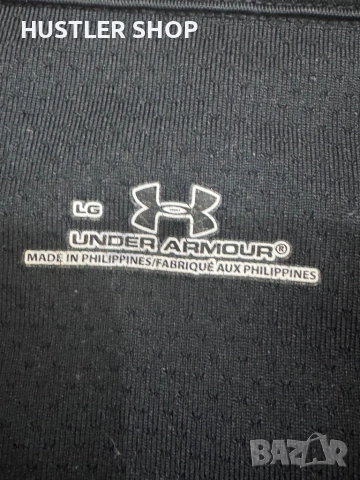 HUSTLER SHOP
LG
UNDER ARMOUR®
MADE IN PHILIPPINES/FABRIQUÉ AUX PHILIPPINES
BAZAR